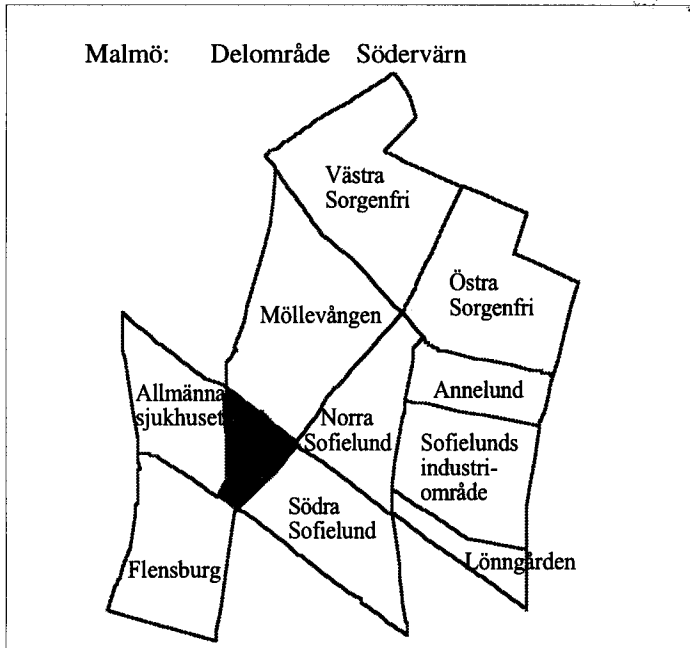 Malmö: Delområde Södervärn
Västra
Sorgenfri
Östra
Sorgenfri
Möllevången
Allmänna
sjukhuset
Norra
Sofielund
Annelund
Sofielunds
industri-
område
Södra
Sofielund
Lönngården
Flensburg